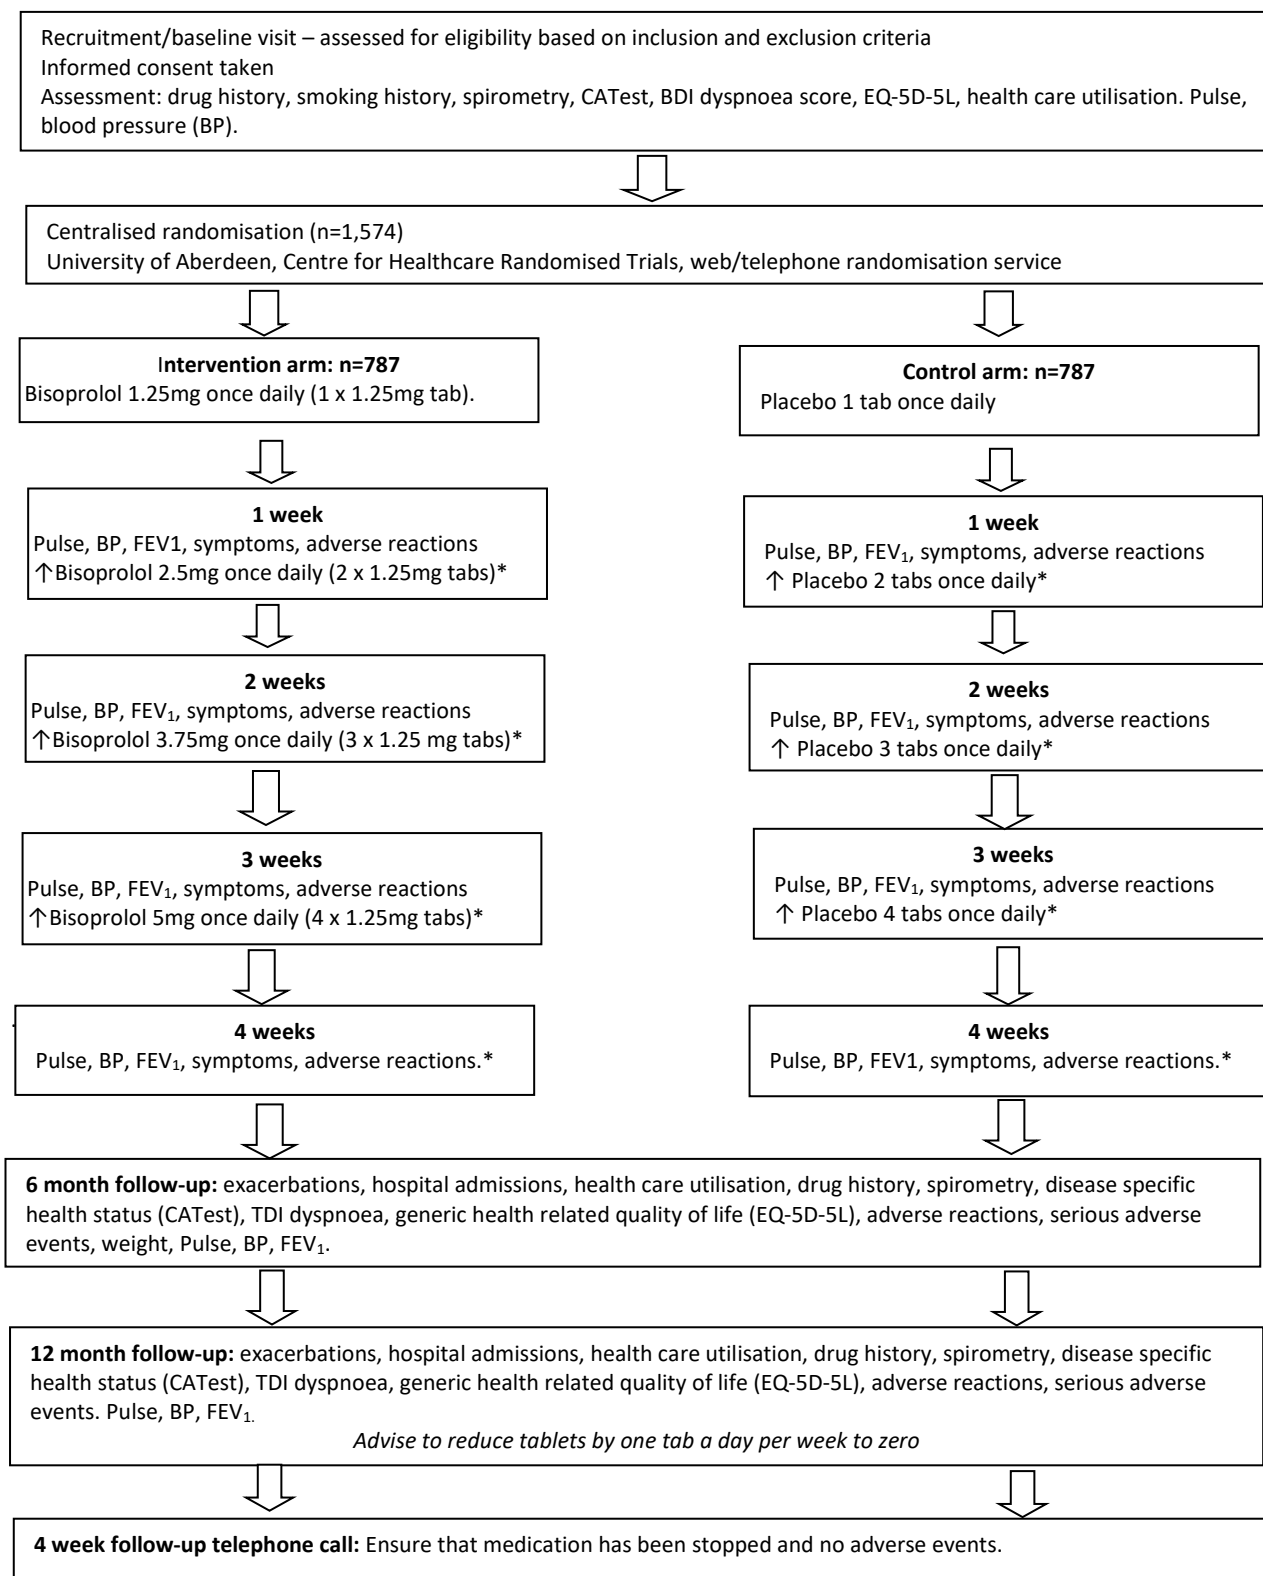 Recruitment/baseline visit – assessed for eligibility based on inclusion and exclusion criteria
Informed consent taken
Assessment: drug history, smoking history, spirometry, CATest, BDI dyspnoea score, EQ-5D-5L, health care utilisation. Pulse,
blood pressure (BP).
Centralised randomisation (n=1,574)
University of Aberdeen, Centre for Healthcare Randomised Trials, web/telephone randomisation service
Intervention arm: n=787
Bisoprolol 1.25mg once daily (1 x 1.25mg tab).
Control arm: n=787
Placebo 1 tab once daily
1 week
Pulse, BP, FEV1, symptoms, adverse reactions
↑Bisoprolol 2.5mg once daily (2 x 1.25mg tabs)*
1 week
Pulse, BP, FEV₁, symptoms, adverse reactions
↑ Placebo 2 tabs once daily*
2 weeks
Pulse, BP, FEV₁, symptoms, adverse reactions
↑Bisoprolol 3.75mg once daily (3 x 1.25 mg tabs)*
2 weeks
Pulse, BP, FEV₁, symptoms, adverse reactions
↑ Placebo 3 tabs once daily*
3 weeks
Pulse, BP, FEV₁, symptoms, adverse reactions
↑Bisoprolol 5mg once daily (4 x 1.25mg tabs)*
3 weeks
Pulse, BP, FEV₁, symptoms, adverse reactions
↑ Placebo 4 tabs once daily*
4 weeks
Pulse, BP, FEV₁, symptoms, adverse reactions.*
4 weeks
Pulse, BP, FEV1, symptoms, adverse reactions.*
6 month follow-up: exacerbations, hospital admissions, health care utilisation, drug history, spirometry, disease specific
health status (CATest), TDI dyspnoea, generic health related quality of life (EQ-5D-5L), adverse reactions, serious adverse
events, weight, Pulse, BP, FEV₁.
12 month follow-up: exacerbations, hospital admissions, health care utilisation, drug history, spirometry, disease specific
health status (CATest), TDI dyspnoea, generic health related quality of life (EQ-5D-5L), adverse reactions, serious adverse
events. Pulse, BP, FEV₁.
Advise to reduce tablets by one tab a day per week to zero
4 week follow-up telephone call: Ensure that medication has been stopped and no adverse events.